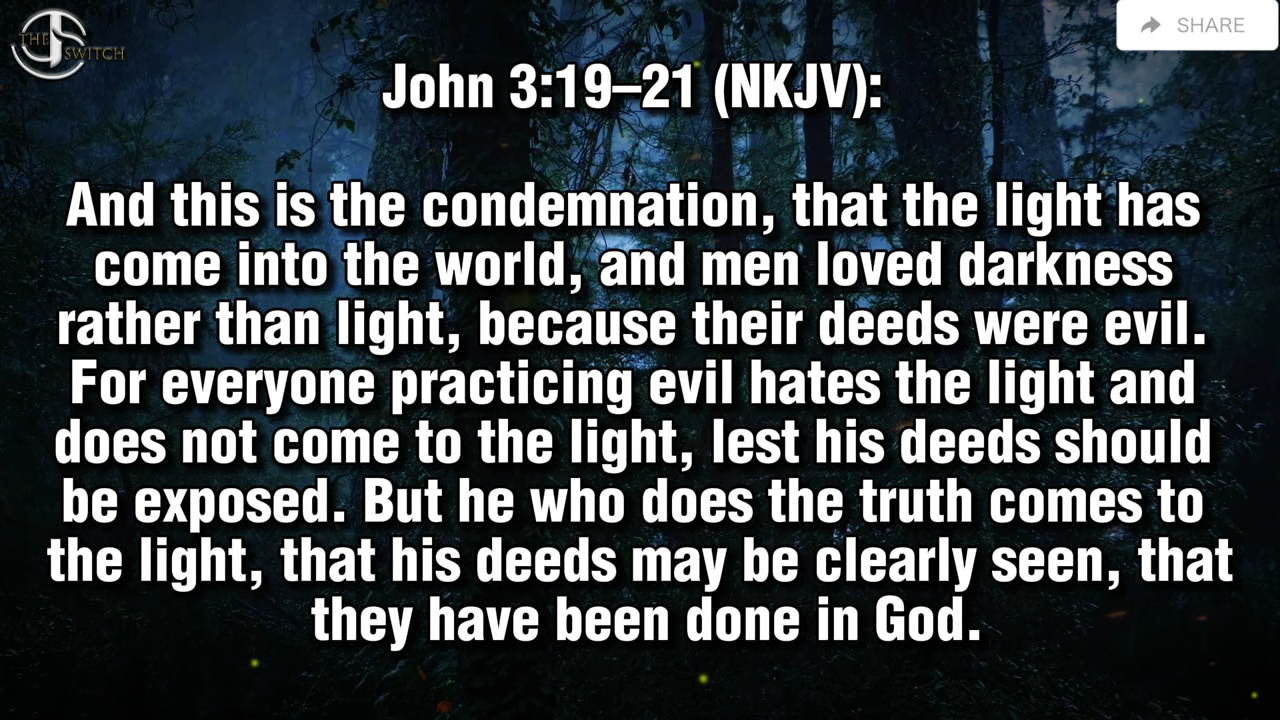 THE JS SWITCH
SHARE
John 3:19–21 (NKJV):
And this is the condemnation, that the light has
come into the world, and men loved darkness
rather than light, because their deeds were evil.
For everyone practicing evil hates the light and
does not come to the light, lest his deeds should
be exposed. But he who does the truth comes to
the light, that his deeds may be clearly seen, that
they have been done in God.